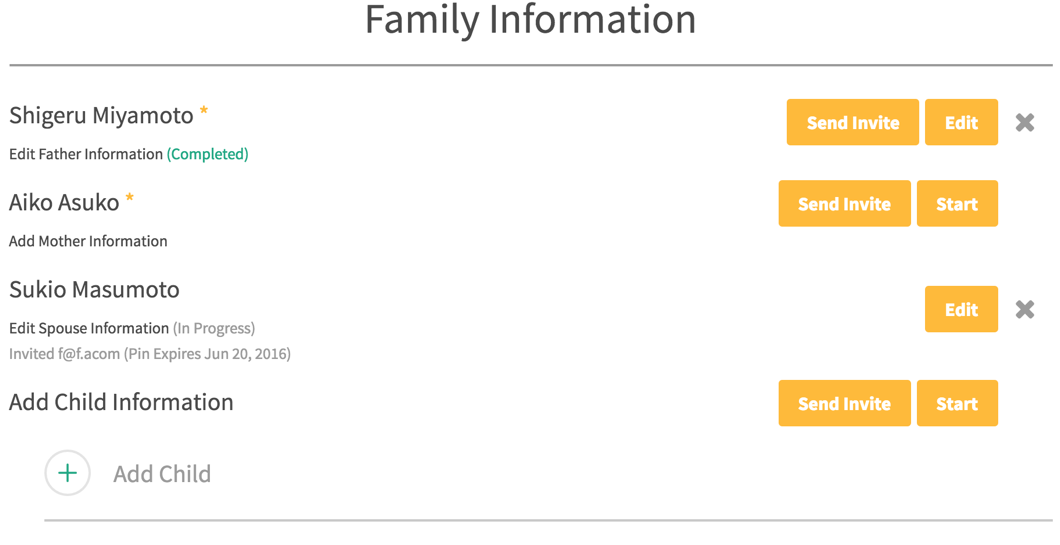 Family Information
Shigeru Miyamoto *
Send Invite
Edit
Edit Father Information (Completed)
Aiko Asuko *
Send Invite
Start
Add Mother Information
Sukio Masumoto
Edit
Edit Spouse Information (In Progress)
Invited f@f.acom (Pin Expires Jun 20, 2016)
Add Child Information
Send Invite
Start
Add Child